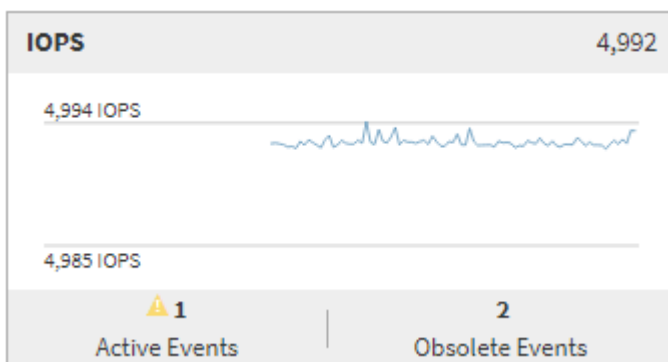 IOPS 4,992
4,994 IOPS
4,985 IOPS
1 2
Active Events Obsolete Events